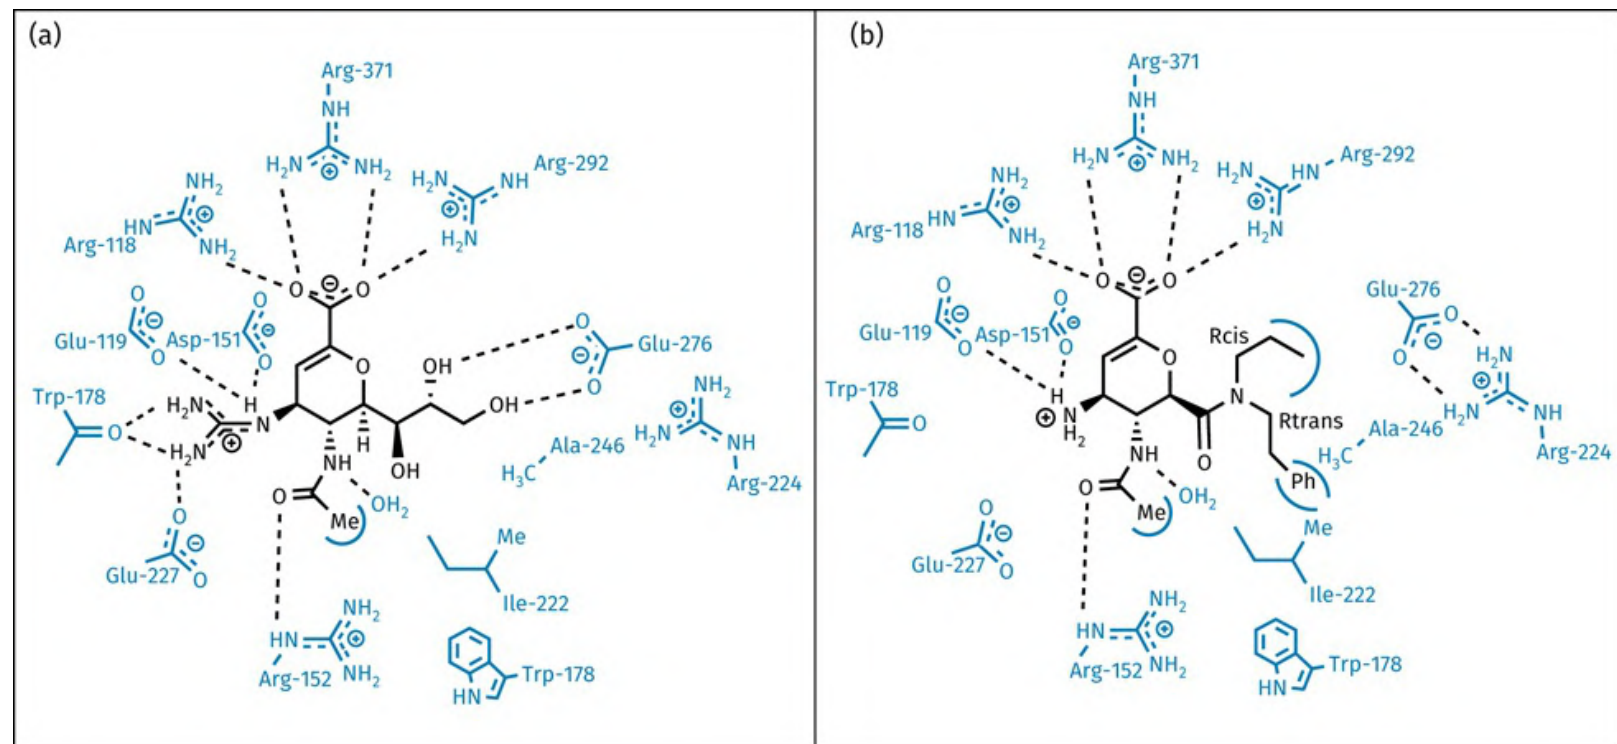 (a)
Arg-371
NH
H₂N
NH₂
⊕
H₂N
NH
Arg-292
⊕
H₂N
NH₂
HN
⊕
Arg-118
NH₂
O
⊖
O
O
⊖
O
Glu-119
O
Asp-151
⊖
O
O
OH
O
⊖
O
Glu-276
Trp-178
O
H₂N
H
N
H₂N
⊕
H
OH
OH
NH₂
⊕
H₂N
NH
Arg-224
Ala-246
H₃C
NH
O
Me
OH₂
O
⊖
O
Glu-227
Me
Ile-222
HN
NH₂
⊕
NH₂
Arg-152
HN
Trp-178
(b)
Arg-371
NH
H₂N
NH₂
⊕
H₂N
HN
Arg-292
⊕
H₂N
NH₂
HN
⊕
Arg-118
NH₂
O
⊖
O
O
⊖
O
Glu-119
O
Asp-151
⊖
O
O
Rcis
Glu-276
O
⊖
O
H₂N
⊕
H₂N
NH
Arg-224
Trp-178
O
H
⊕
N
H₂
N
Rtrans
O
Ph
Ala-246
H₃C
NH
O
Me
OH₂
O
⊖
O
Glu-227
Me
Ile-222
HN
NH₂
⊕
NH₂
Arg-152
HN
Trp-178